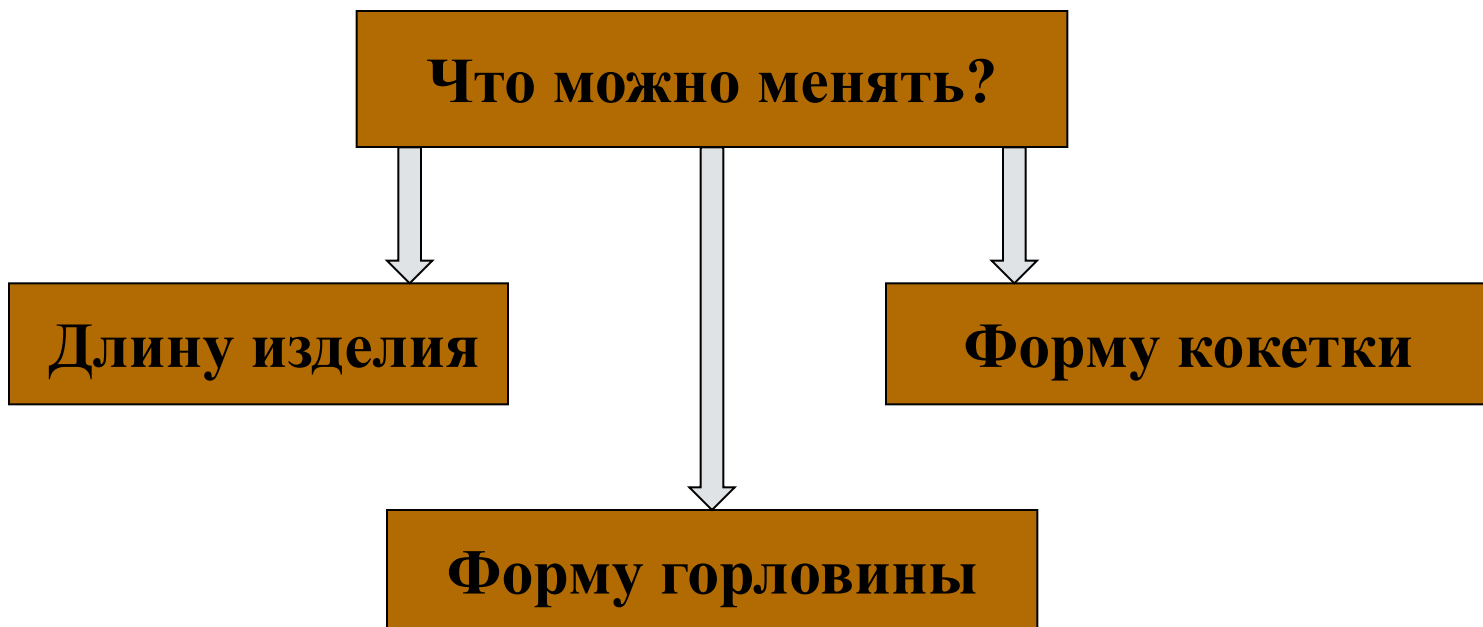 Что можно менять?
Длину изделия
Форму кокетки
Форму горловины